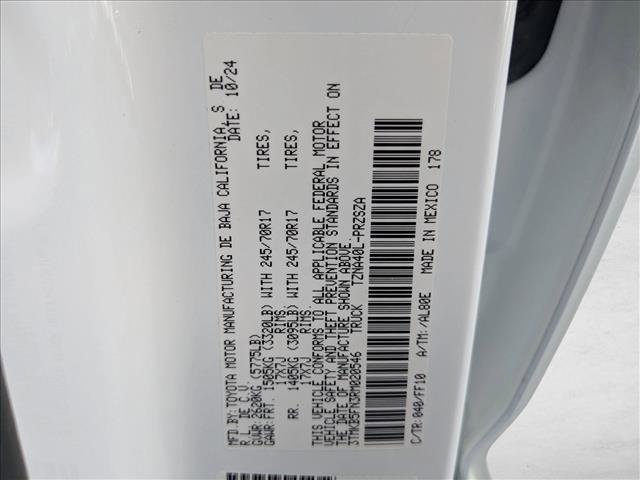 MFD.BY: TOYOTA MOTOR MANUFACTURING DE BAJA CALIFORNIA, S DE
R.L. DE C.V. DATE: 10/24
GVWR: 2620KG (5775LB)
GAWR: FRT. 1505KG (3320LB) WITH 245/70R17 TIRES,
17X7J RIMS.
RR. 1405KG (3095LB) WITH 245/70R17 TIRES,
17X7J RIMS.
THIS VEHICLE CONFORMS TO ALL APPLICABLE FEDERAL MOTOR
VEHICLE SAFETY AND THEFT PREVENTION STANDARDS IN EFFECT ON
THE DATE OF MANUFACTURE SHOWN ABOVE.
3TMKB5FN3RM020546 TRUCK TZNA40L-PRZSZA
C/TR: 040/FF10 A/TM: /AL80E MADE IN MEXICO 178